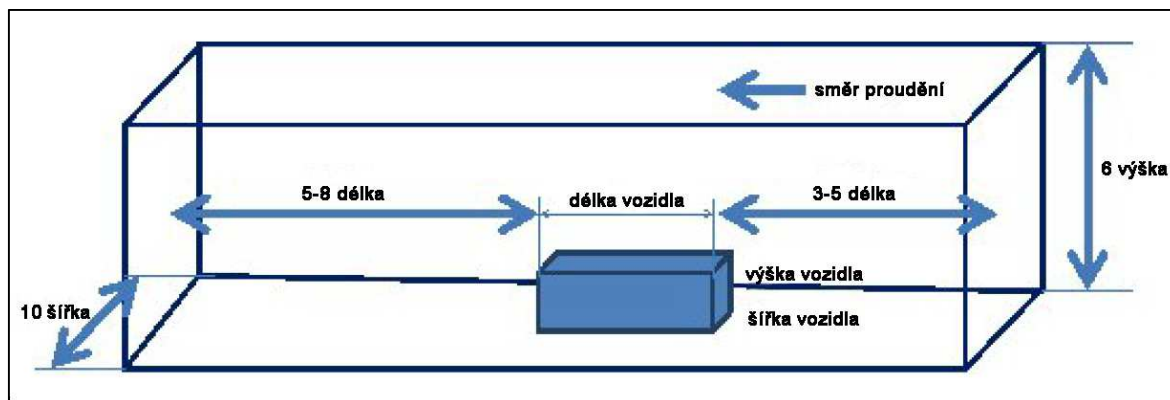 směr proudění
6 výška
5-8 délka
délka vozidla
3-5 délka
výška vozidla
10 šířka
šířka vozidla